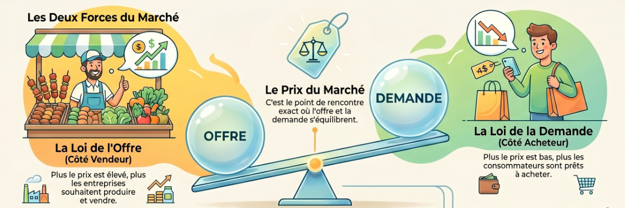 Les Deux Forces du Marché
Le Prix du Marché
C'est le point de rencontre
exact où l'offre et la
demande s'équilibrent.
OFFRE
DEMANDE
La Loi de l'Offre
(Côté Vendeur)
Plus le prix est élevé, plus
les entreprises
souhaitent produire
et vendre.
La Loi de la Demande
(Côté Acheteur)
Plus le prix est bas, plus les
consommateurs sont prêts
à acheter.